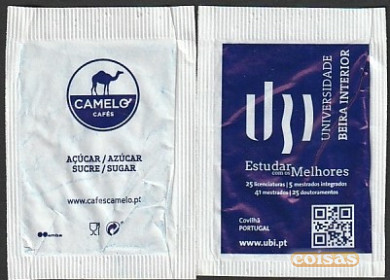 CAMELO
CAFÉS
AÇÚCAR / AZÚCAR
SUCRE / SUGAR
www.cafescamelo.pt
ubi
UNIVERSIDADE
BEIRA INTERIOR
Estudar
com os Melhores
25 licenciaturas | 5 mestrados integrados
41 mestrados | 25 doutoramentos
Covilhã
PORTUGAL
www.ubi.pt
coisas